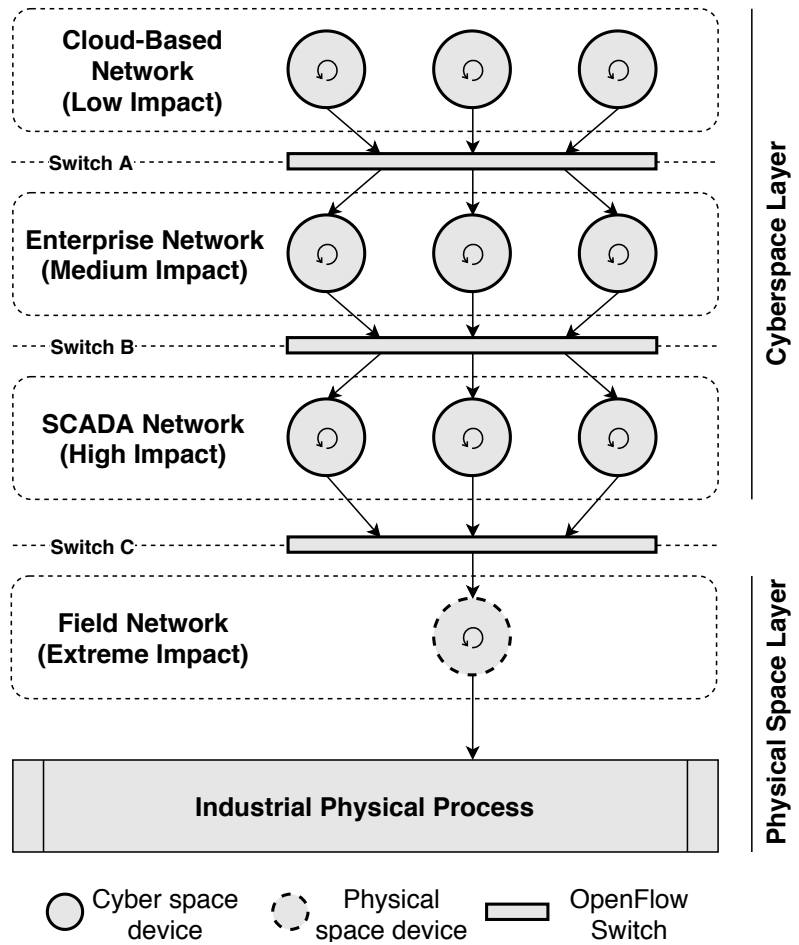 Cloud-Based
Network
(Low Impact)
Switch A
Enterprise Network
(Medium Impact)
Switch B
SCADA Network
(High Impact)
Switch C
Field Network
(Extreme Impact)
Industrial Physical Process
Cyberspace Layer
Physical Space Layer
Cyber space
device
Physical
space device
OpenFlow
Switch